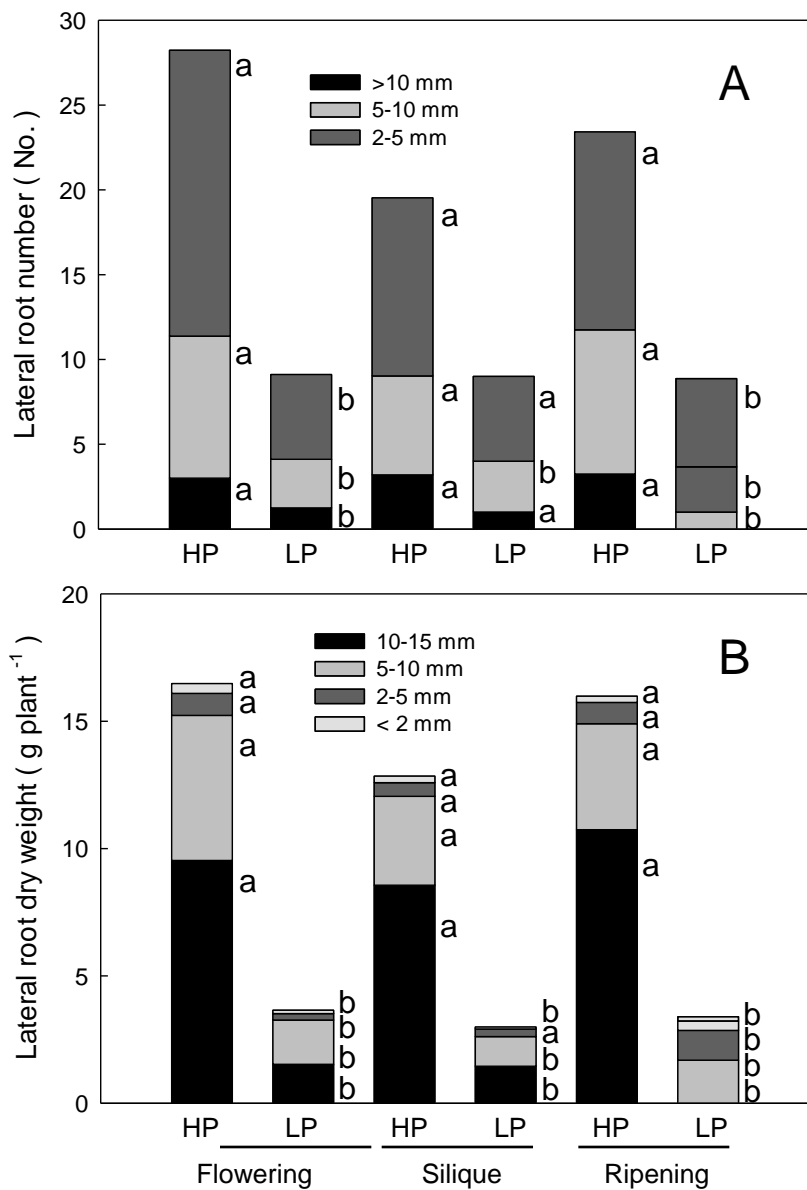 A
Lateral root number ( No. )
30
25
20
15
10
5
0
>10 mm
5-10 mm
2-5 mm
a
a
a
b
b
b
a
a
a
a
b
a
a
a
a
b
b
b
HP LP HP LP HP LP
B
Lateral root dry weight ( g plant -1 )
20
15
10
5
0
10-15 mm
5-10 mm
2-5 mm
< 2 mm
a
a
a
a
b
b
b
b
a
a
a
a
b
a
b
b
a
a
a
a
b
b
b
b
HP LP HP LP HP LP
Flowering Silique Ripening